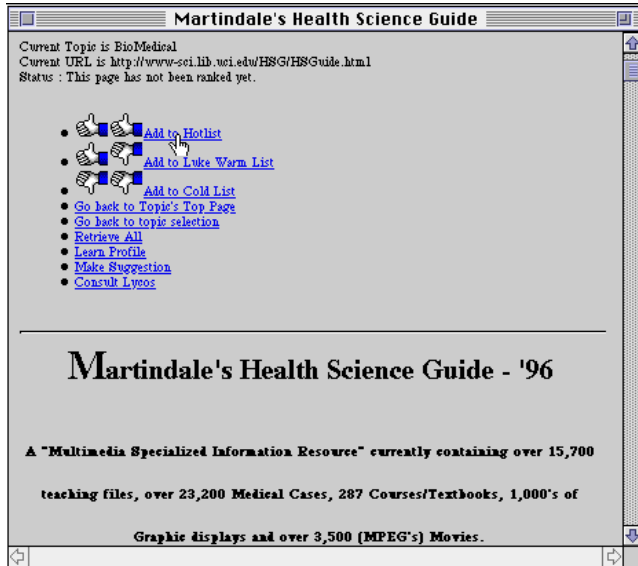 Martindale's Health Science Guide
Current Topic is BioMedical
Current URL is http://www-sci.lib.uci.edu/HSG/HSGuide.html
Status : This page has not been ranked yet.
Add to Hotlist
Add to Luke Warm List
Add to Cold List
Go back to Topic's Top Page
Go back to topic selection
Retrieve All
Learn Profile
Make Suggestion
Consult Lycos
Martindale's Health Science Guide - '96
A "Multimedia Specialized Information Resource" currently containing over 15,700
teaching files, over 23,200 Medical Cases, 287 Courses/Textbooks, 1,000's of
Graphic displays and over 3,500 (MPEG's) Movies.